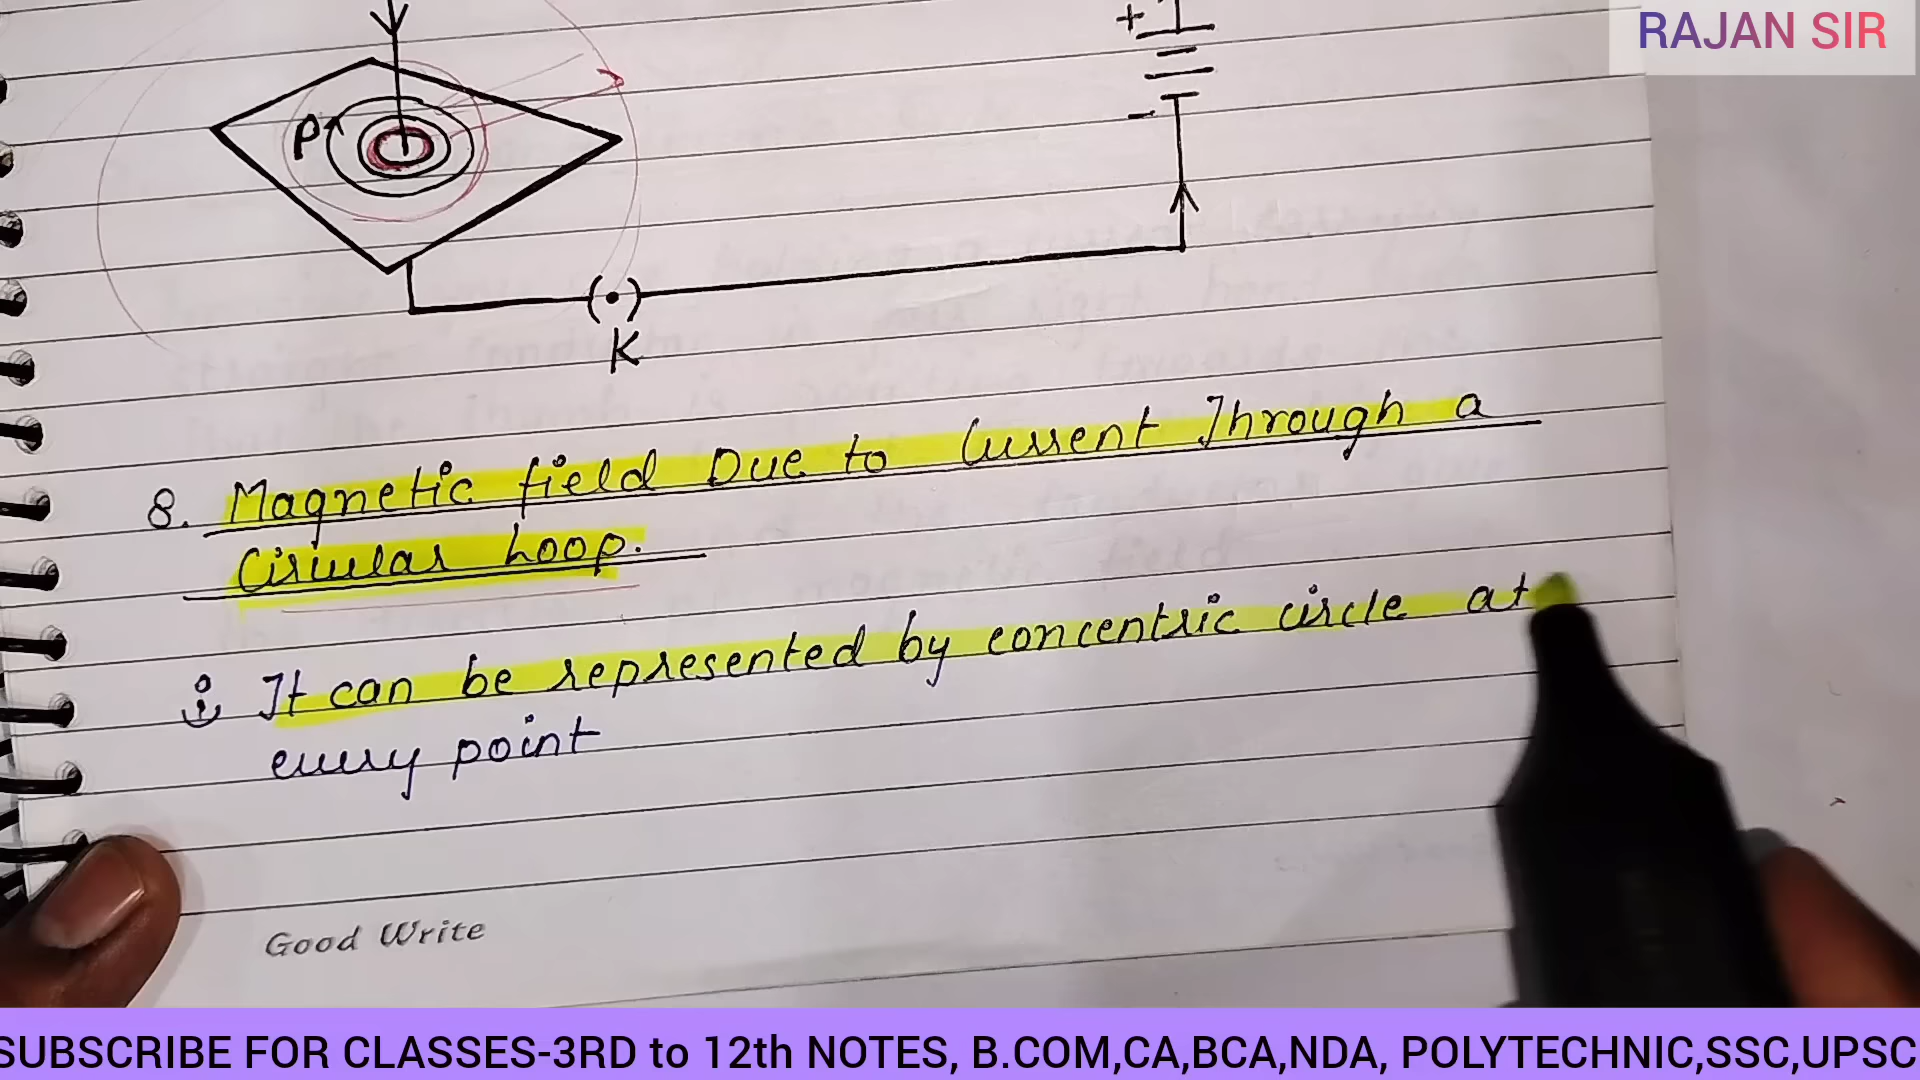 RAJAN SIR
+
-
P
K
8. Magnetic field Due to Current Through a
Circular Loop.
i It can be represented by concentric circle at
every point
Good Write
SUBSCRIBE FOR CLASSES-3RD to 12th NOTES, B.COM,CA,BCA,NDA, POLYTECHNIC,SSC,UPSC